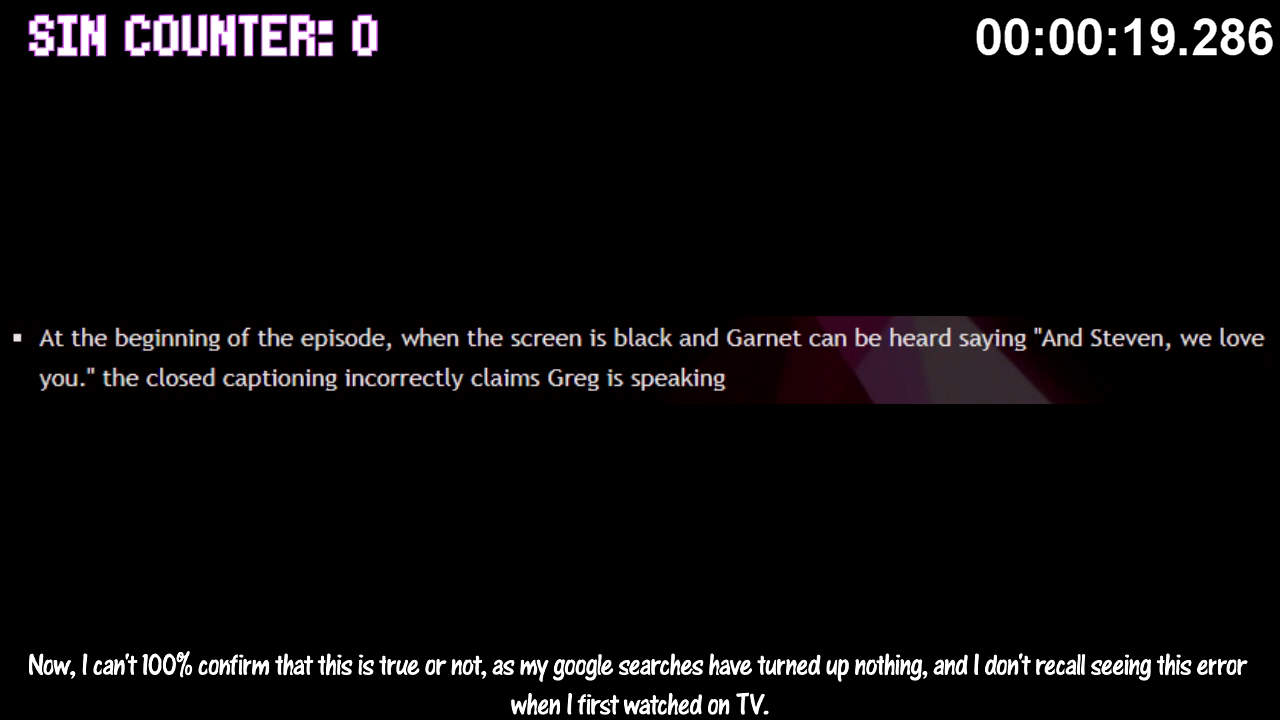 SIN COUNTER: 0
00:00:19.286
▪ At the beginning of the episode, when the screen is black and Garnet can be heard saying "And Steven, we love
you." the closed captioning incorrectly claims Greg is speaking
Now, I can't 100% confirm that this is true or not, as my google searches have turned up nothing, and I don't recall seeing this error
when I first watched on TV.